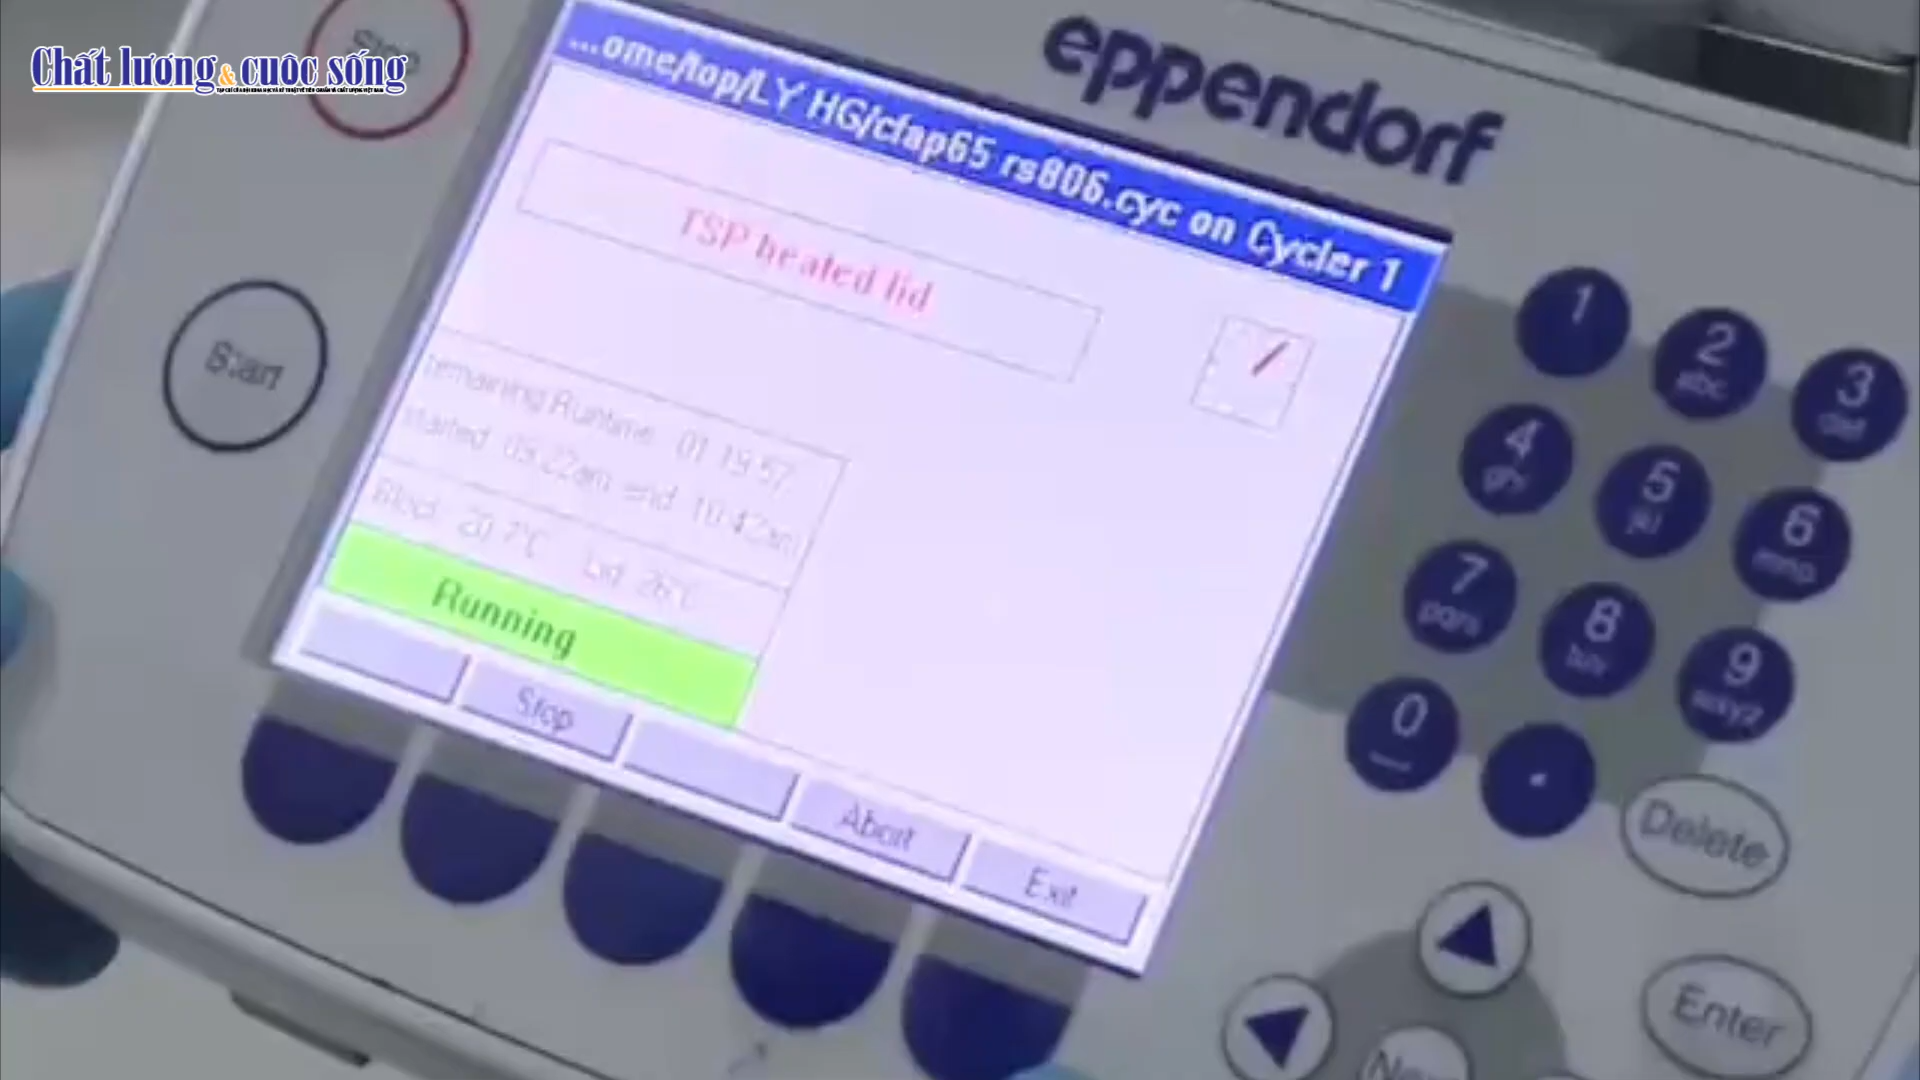 Chất lượng & cuộc sống
Stop
eppendorf
...ome/top/LY HG/cfap65 rs806.cyc on Cycler 1
TSP heated lid
Start
remaining Runtime 01:19:57
started 09:22am end 10:42am
Block 20.7°C Lid 26°C
Running
Stop
Abort
Exit
1
2 abc
3 def
4 ghi
5 jkl
6 mno
7 pqrs
8 tuv
9 wxyz
0
.
Delete
Enter